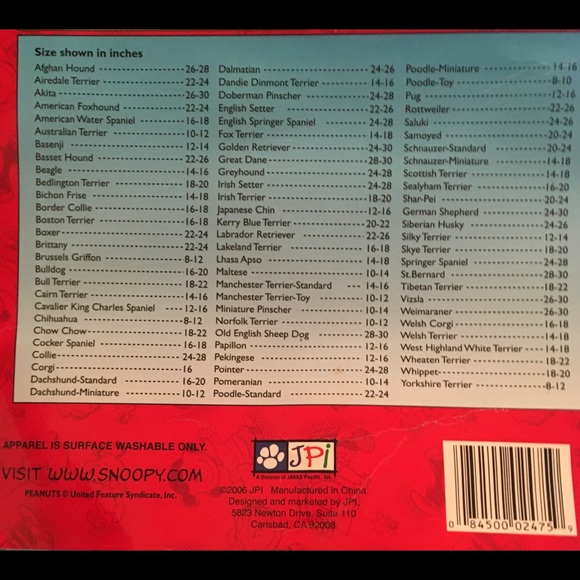 Size shown in inches
Afghan Hound 26-28
Airedale Terrier 22-24
Akita 26-30
American Foxhound 22-24
American Water Spaniel 16-18
Australian Terrier 10-12
Basenji 12-14
Basset Hound 22-26
Beagle 14-16
Bedlington Terrier 18-20
Bichon Frise 14-18
Border Collie 16-18
Boston Terrier 16-18
Boxer 22-24
Brittany 22-24
Brussels Griffon 8-12
Bulldog 16-20
Bull Terrier 18-22
Cairn Terrier 14-16
Cavalier King Charles Spaniel 12-16
Chihuahua 8-12
Chow Chow 18-22
Cocker Spaniel 16-18
Collie 24-28
Corgi 16
Dachshund-Standard 16-20
Dachshund-Miniature 10-12
Dalmatian 24-26
Dandie Dinmont Terrier 14-16
Doberman Pinscher 24-28
English Setter 22-26
English Springer Spaniel 24-28
Fox Terrier 14-18
Golden Retriever 24-30
Great Dane 28-30
Greyhound 24-28
Irish Setter 24-28
Irish Terrier 18-20
Japanese Chin 12-16
Kerry Blue Terrier 20-22
Labrador Retriever 22-26
Lakeland Terrier 16-18
Lhasa Apso 14-18
Maltese 10-14
Manchester Terrier-Standard 14-16
Manchester Terrier-Toy 10-12
Miniature Pinscher 10-14
Norfolk Terrier 10-12
Old English Sheep Dog 28-30
Papillon 12-16
Pekingese 12-16
Pointer 24-28
Pomeranian 10-14
Poodle-Standard 22-24
Poodle-Miniature 14-16
Poodle-Toy 8-10
Pug 12-16
Rottweiler 22-26
Saluki 24-26
Samoyed 20-24
Schnauzer-Standard 20-24
Schnauzer-Miniature 14-18
Scottish Terrier 14-18
Sealyham Terrier 16-20
Shar-Pei 20-24
German Shepherd 24-30
Siberian Husky 24-26
Silky Terrier 12-14
Skye Terrier 18-20
Springer Spaniel 24-28
St.Bernard 28-30
Tibetan Terrier 18-22
Vizsla 26-30
Weimaraner 26-30
Welsh Corgi 16-18
Welsh Terrier 14-18
West Highland White Terrier 14-18
Wheaten Terrier 18-22
Whippet 18-20
Yorkshire Terrier 8-12
APPAREL IS SURFACE WASHABLE ONLY.
VISIT WWW.SNOOPY.COM
PEANUTS © United Feature Syndicate, Inc.
JPI
A Division of JAKKS Pacific, Inc.
©2006 JPI Manufactured in China.
Designed and marketed by JPI,
5823 Newton Drive, Suite 110
Carlsbad, CA 92008
0 84500 02475 9